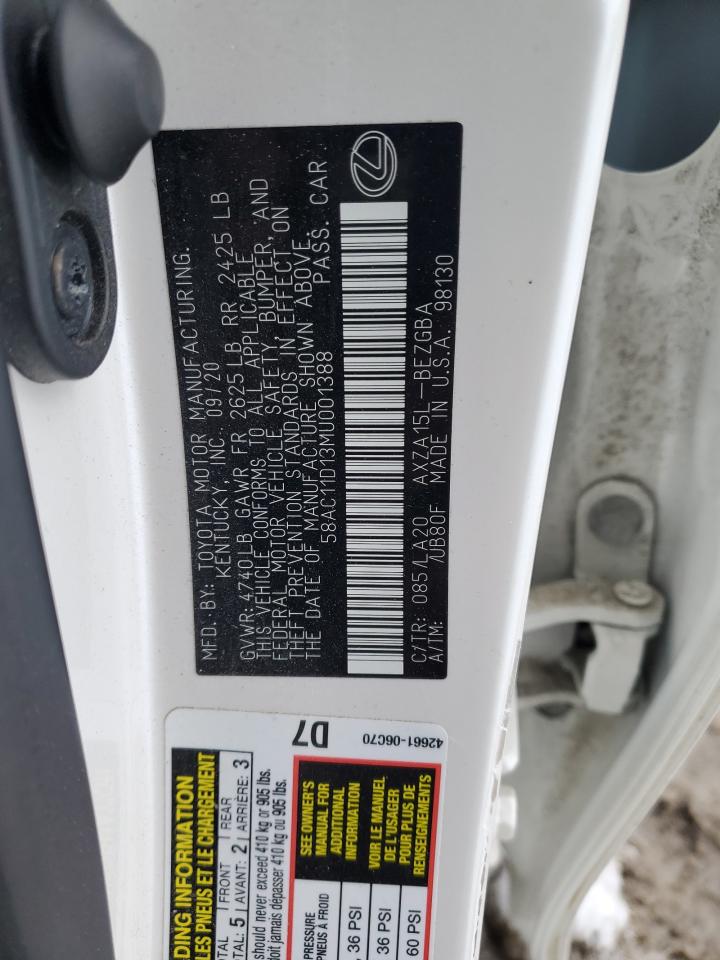 MFD. BY: TOYOTA MOTOR MANUFACTURING.
KENTUCKY, INC. 09/20
GVWR: 4740LB GAWR FR 2625 LB RR 2425 LB
THIS VEHICLE CONFORMS TO ALL APPLICABLE
FEDERAL MOTOR VEHICLE SAFETY, BUMPER, AND
THEFT PREVENTION STANDARDS IN EFFECT ON
THE DATE OF MANUFACTURE SHOWN ABOVE.
58AC11D13MU001388 PASS. CAR
C/TR: 085/LA20 AXZA15L-BEZGBA
A/TM: /UB80F MADE IN U.S.A. 98130
D7
42661-06C70
DING INFORMATION
LES PNEUS ET LE CHARGEMENT
TAL: 5 FRONT AVANT: 2 REAR ARRIÈRE: 3
should never exceed 410 kg or 905 lbs.
doit jamais dépasser 410 kg ou 905 lbs.
SEE OWNER'S
MANUAL FOR
ADDITIONAL
INFORMATION
VOIR LE MANUEL
DE L'USAGER
POUR PLUS DE
RENSEIGNEMENTS
PRESSURE
PNEUS À FROID
, 36 PSI
, 36 PSI
, 60 PSI